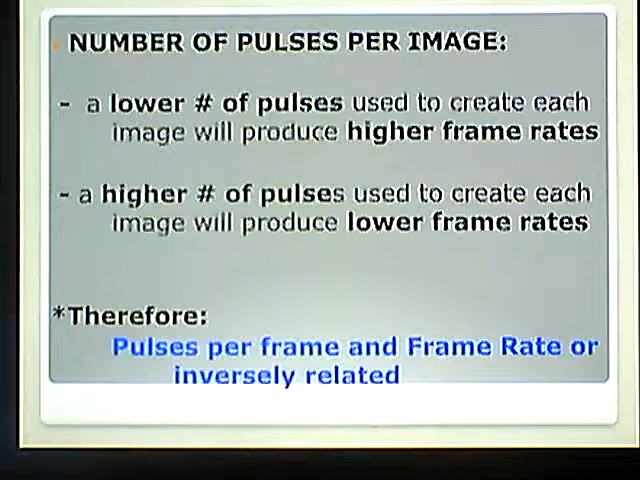 NUMBER OF PULSES PER IMAGE:
- a lower # of pulses used to create each
image will produce higher frame rates
- a higher # of pulses used to create each
image will produce lower frame rates
*Therefore:
Pulses per frame and Frame Rate or
inversely related